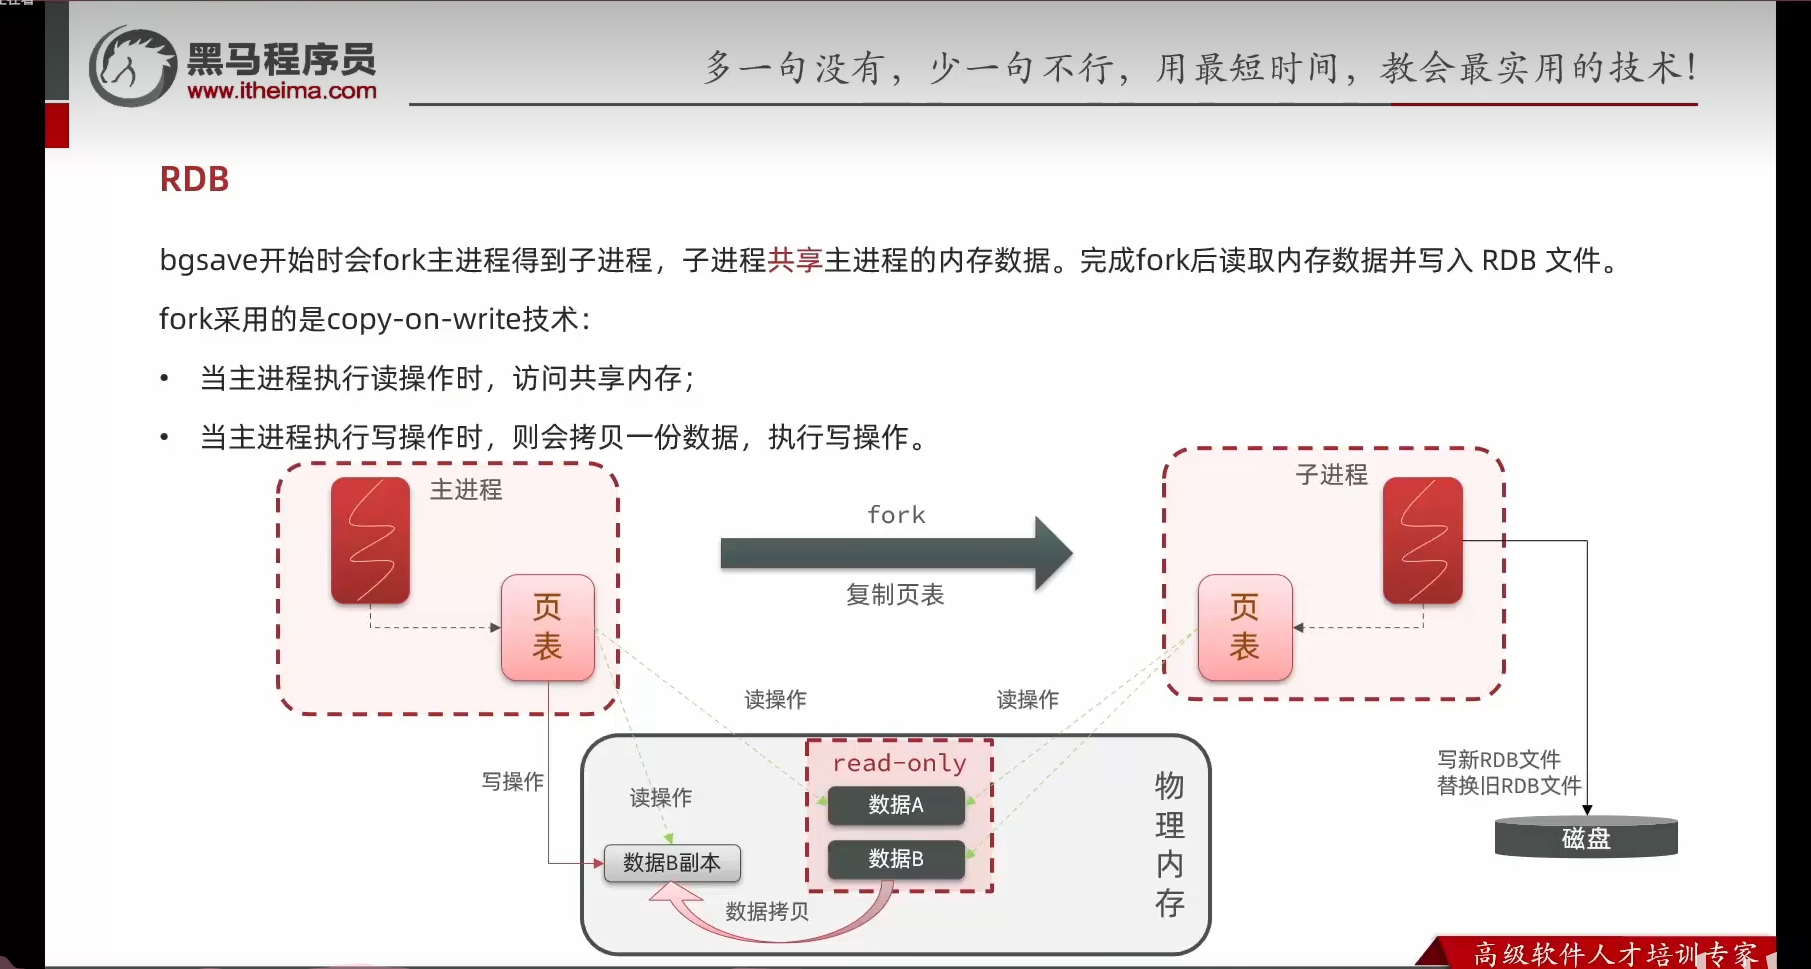 黑马程序员
www.itheima.com
多一句没有，少一句不行，用最短时间，教会最实用的技术！
RDB
bgsave开始时会fork主进程得到子进程，子进程共享主进程的内存数据。完成fork后读取内存数据并写入 RDB 文件。
fork采用的是copy-on-write技术：
• 当主进程执行读操作时，访问共享内存；
• 当主进程执行写操作时，则会拷贝一份数据，执行写操作。
主进程
页表
fork
复制页表
子进程
页表
读操作
读操作
写操作
读操作
read-only
数据A
数据B
数据B副本
数据拷贝
物理内存
写新RDB文件
替换旧RDB文件
磁盘
高级软件人才培训专家